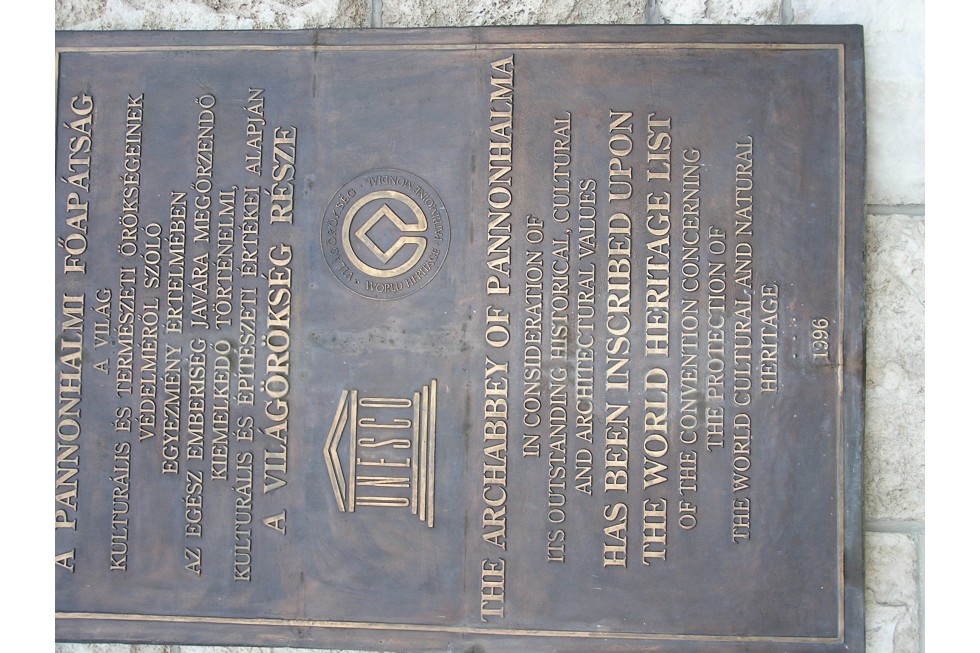 A PANNONHALMI FŐAPÁTSÁG
A VILÁG
KULTURÁLIS ÉS TERMÉSZETI ÖRÖKSÉGEINEK
VÉDELMÉRŐL SZÓLÓ
EGYEZMÉNY ÉRTELMÉBEN
AZ EGÉSZ EMBERISÉG JAVÁRA MEGŐRZENDŐ
KIEMELKEDŐ TÖRTÉNELMI,
KULTURÁLIS ÉS ÉPÍTÉSZETI ÉRTÉKEI ALAPJÁN
A VILÁGÖRÖKSÉG RÉSZE
UNESCO
VILÁGÖRÖKSÉG · PATRIMOINE MONDIAL ·
WORLD HERITAGE
THE ARCHABBEY OF PANNONHALMA
IN CONSIDERATION OF
ITS OUTSTANDING HISTORICAL, CULTURAL
AND ARCHITECTURAL VALUES
HAS BEEN INSCRIBED UPON
THE WORLD HERITAGE LIST
OF THE CONVENTION CONCERNING
THE PROTECTION OF
THE WORLD CULTURAL AND NATURAL
HERITAGE
1996